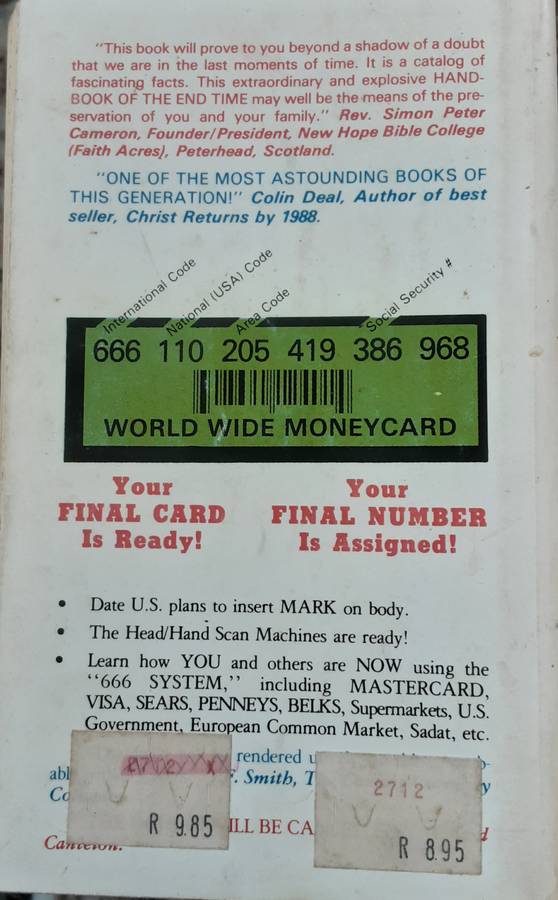 "This book will prove to you beyond a shadow of a doubt
that we are in the last moments of time. It is a catalog of
fascinating facts. This extraordinary and explosive HAND-
BOOK OF THE END TIME may well be the means of the pre-
servation of you and your family." Rev. Simon Peter
Cameron, Founder/President, New Hope Bible College
(Faith Acres), Peterhead, Scotland.
"ONE OF THE MOST ASTOUNDING BOOKS OF
THIS GENERATION!" Colin Deal, Author of best
seller, Christ Returns by 1988.
International Code
National (USA) Code
Area Code
Social Security #
666 110 205 419 386 968
WORLD WIDE MONEYCARD
Your
FINAL CARD
Is Ready!
Your
FINAL NUMBER
Is Assigned!
• Date U.S. plans to insert MARK on body.
• The Head/Hand Scan Machines are ready!
• Learn how YOU and others are NOW using the
"666 SYSTEM," including MASTERCARD,
VISA, SEARS, PENNEYS, BELKS, Supermarkets, U.S.
Government, European Common Market, Sadat, etc.
rendered
Smith,
R 9.85
2712
R 8.95
ILL BE CA